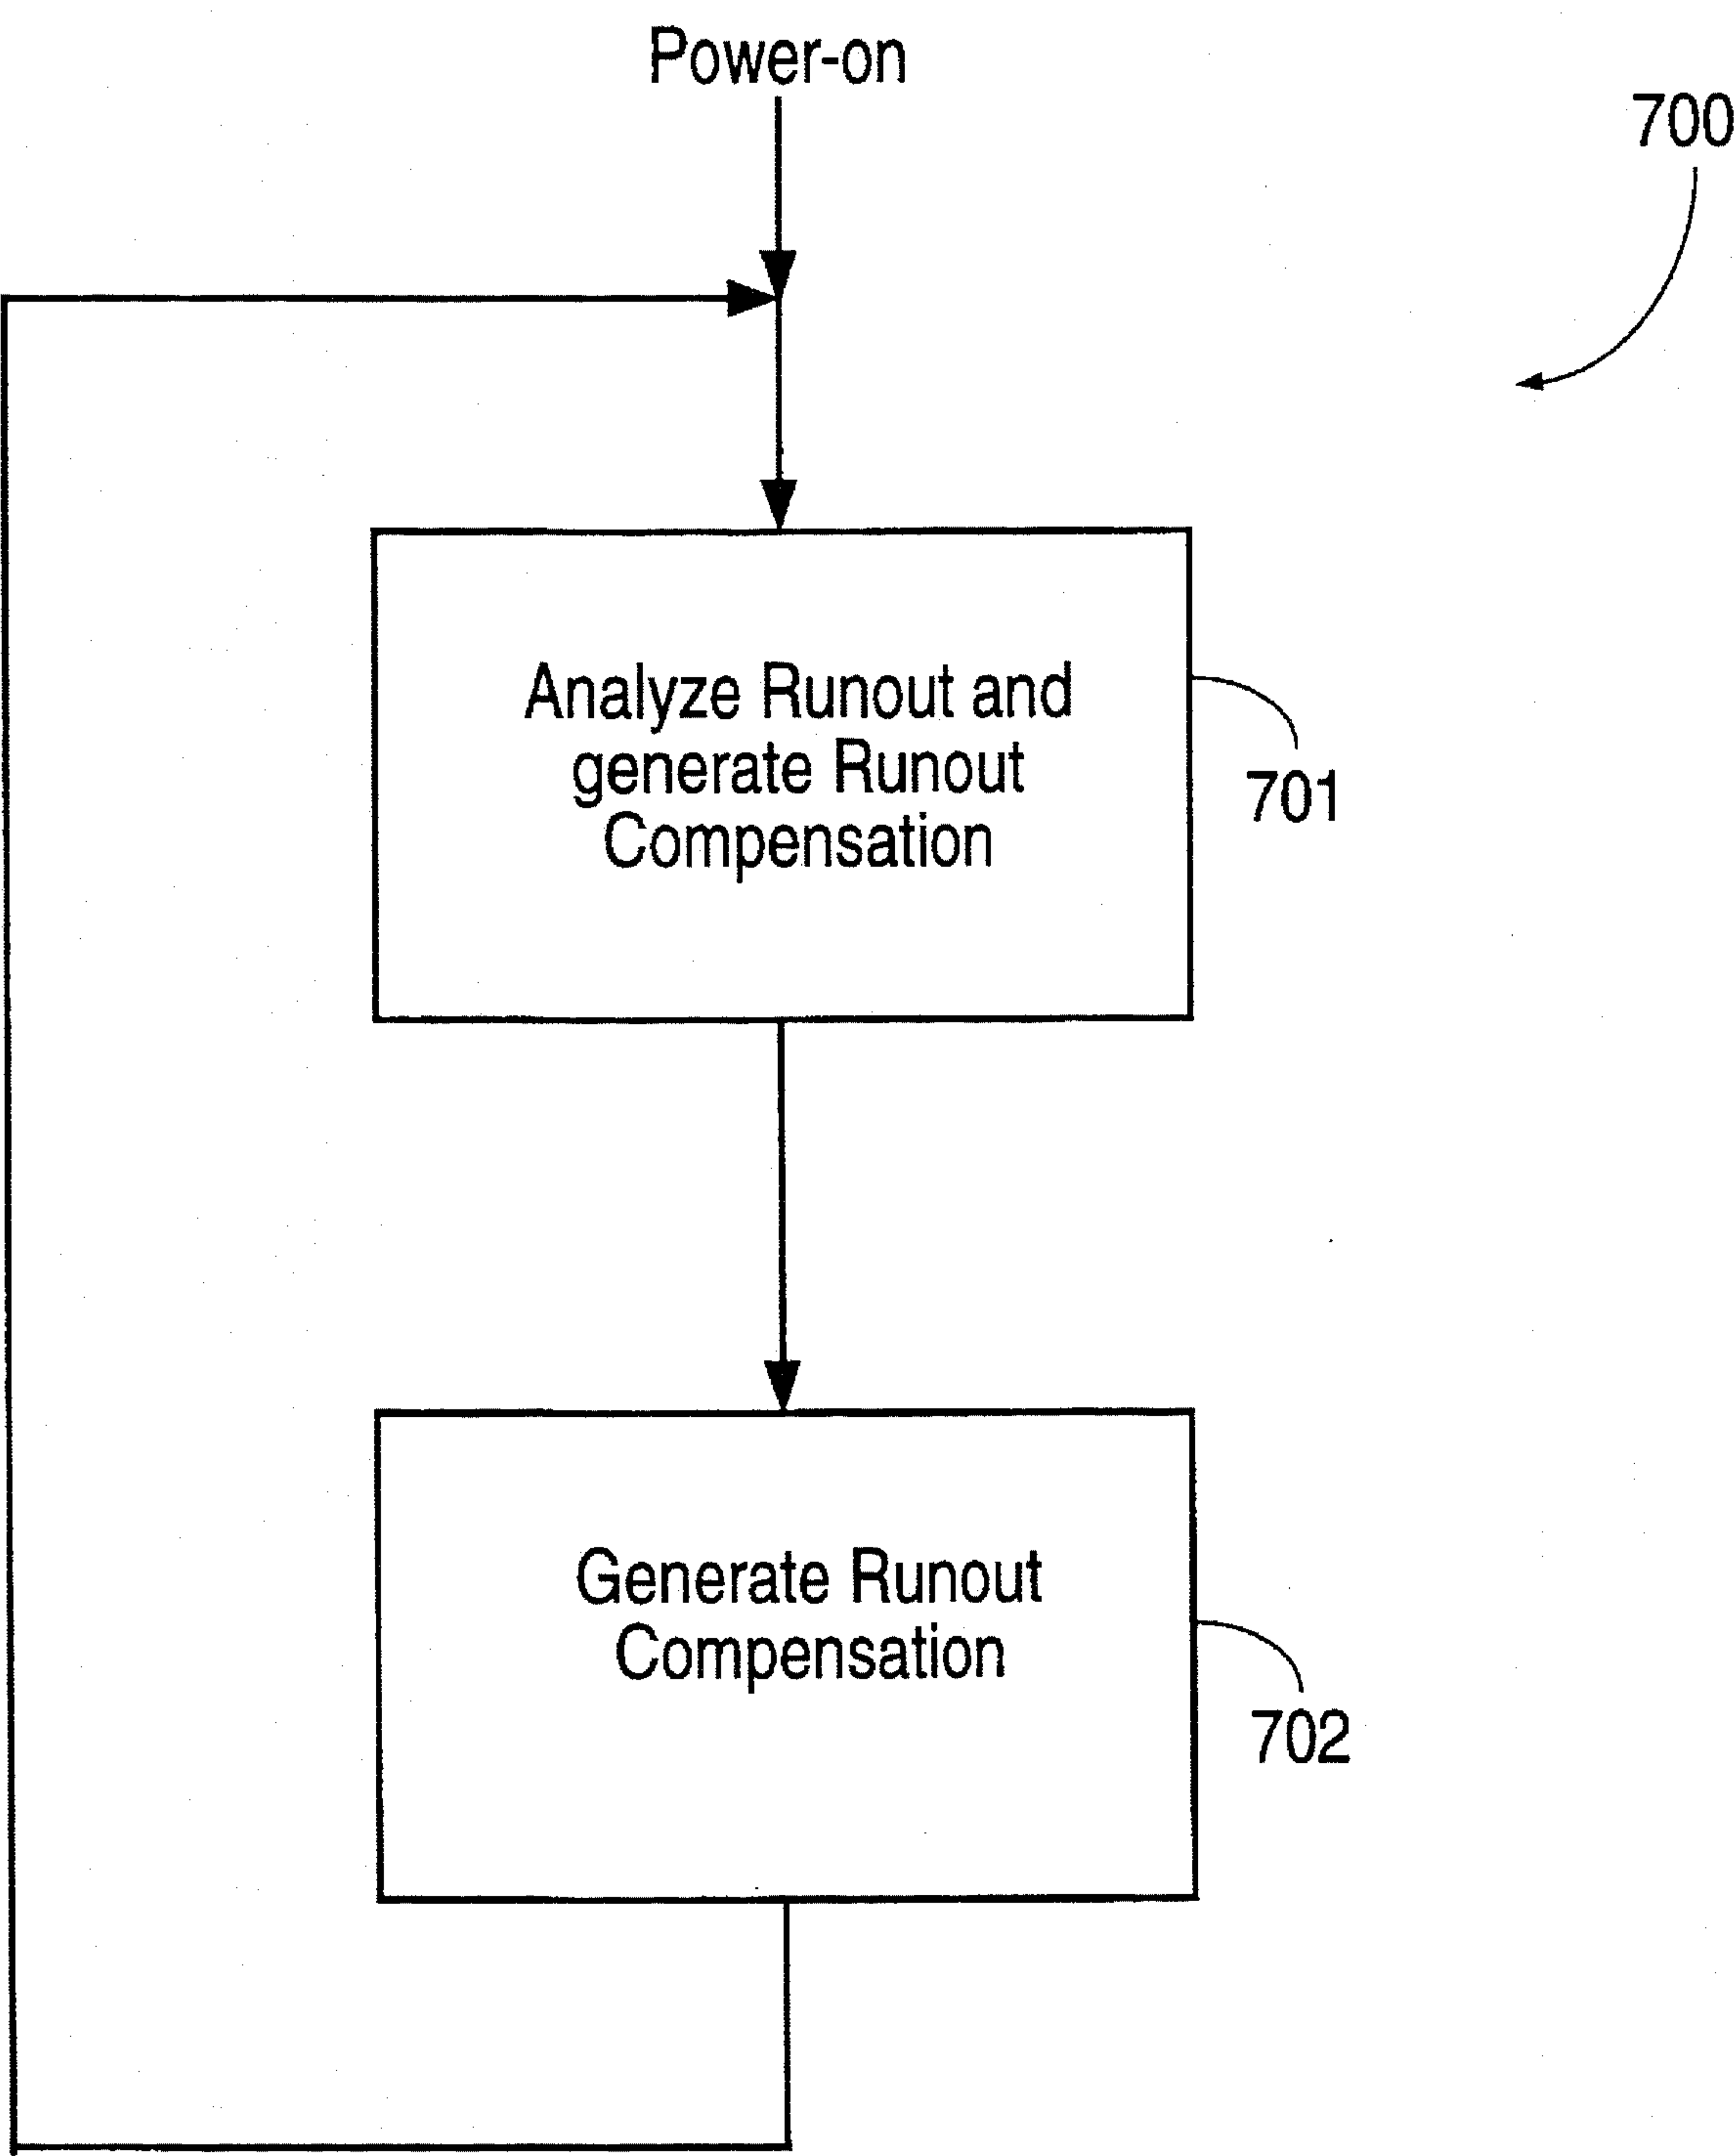 Power-on
700
Analyze Runout and
generate Runout
Compensation
701
Generate Runout
Compensation
702